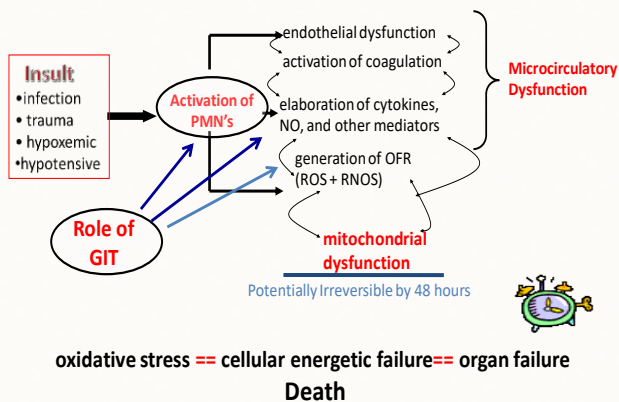 endothelial dysfunction
activation of coagulation
Microcirculatory
Dysfunction
Insult
•infection
• trauma
• hypoxemic
•hypotensive
Activation of
PMN's
elaboration of cytokines,
NO, and other mediators
generation of OFR
(ROS + RNOS)
Role of
GIT
mitochondrial
dysfunction
Potentially Irreversible by 48 hours
oxidative stress == cellular energetic failure== organ failure
Death